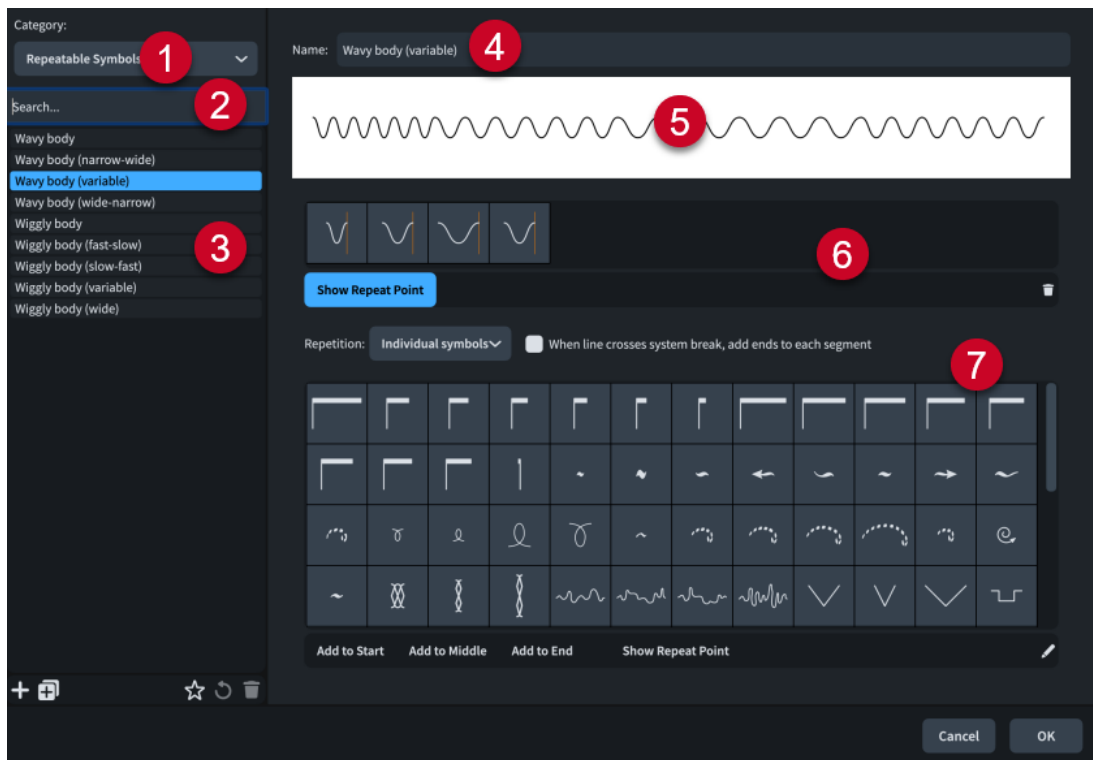 Category:
1
Repeatable Symbols
2
Search...
Wavy body
Wavy body (narrow-wide)
Wavy body (variable)
Wavy body (wide-narrow)
Wiggly body
3
Wiggly body (fast-slow)
Wiggly body (slow-fast)
Wiggly body (variable)
Wiggly body (wide)
Name: Wavy body (variable)
4
5
6
Show Repeat Point
Repetition: Individual symbols When line crosses system break, add ends to each segment
7
Add to Start Add to Middle Add to End Show Repeat Point
Cancel OK